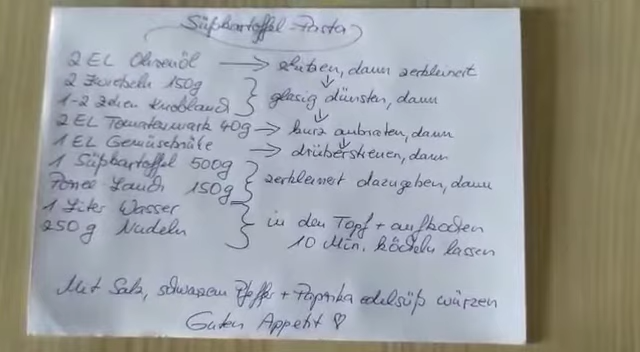 Süßkartoffel-Pasta
2 EL Olivenöl → erhitzen, dann zerkleinert
2 Zwiebeln 150g
1-2 Zehen Knoblauch
glasig dünsten, dann
2 EL Tomatenmark 40g → kurz anbraten, dann
1 EL Gemüsebrühe → drüberstreuen, dann
1 Süßkartoffel 500g
Lauch 150g
zerkleinert dazugeben, dann
1 Liter Wasser
250 g Nudeln
in den Topf + aufkochen
10 Min. köcheln lassen
Mit Salz, schwarzem Pfeffer + Paprika edelsüß würzen
Guten Appetit ♡